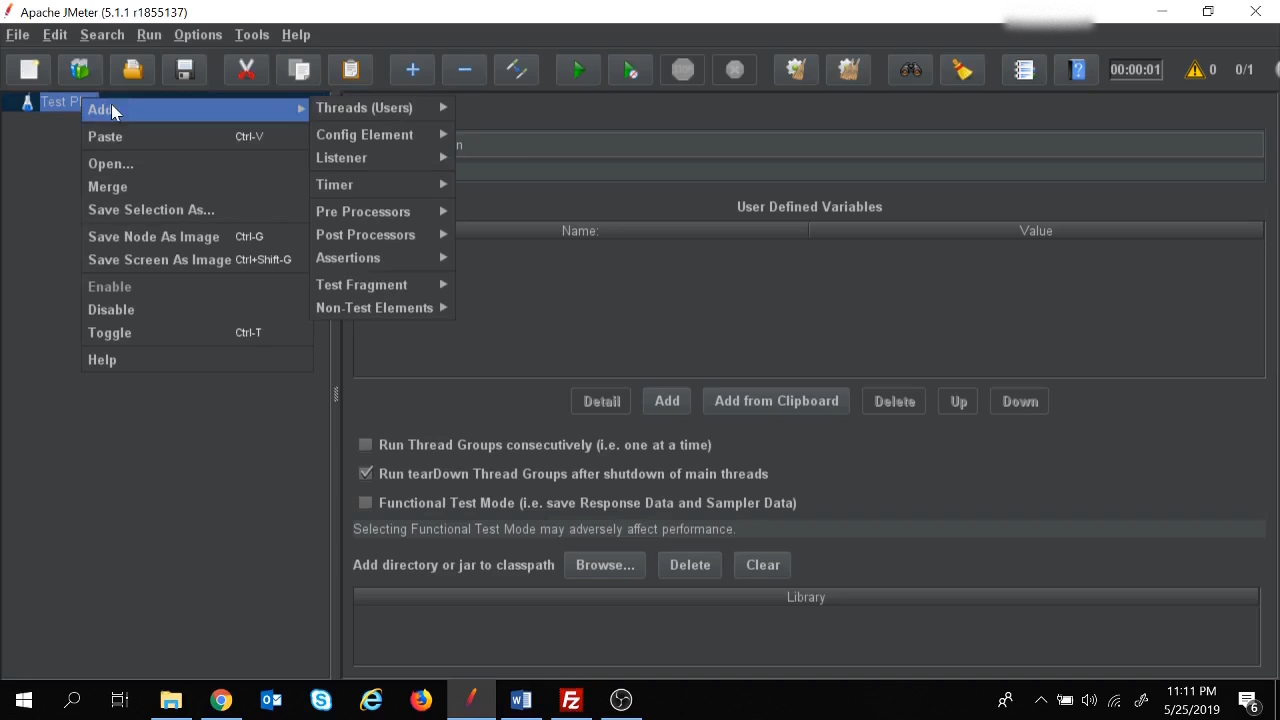 Apache JMeter (5.1.1 r1855137)
File Edit Search Run Options Tools Help
00:00:01 0 0/1
Test Pl
Add
Paste Ctrl-V
Open...
Merge
Save Selection As...
Save Node As Image Ctrl-G
Save Screen As Image Ctrl+Shift-G
Enable
Disable
Toggle Ctrl-T
Help
Threads (Users)
Config Element
Listener
Timer
Pre Processors
Post Processors
Assertions
Test Fragment
Non-Test Elements
n
User Defined Variables
Name: Value
Detail Add Add from Clipboard Delete Up Down
Run Thread Groups consecutively (i.e. one at a time)
Run tearDown Thread Groups after shutdown of main threads
Functional Test Mode (i.e. save Response Data and Sampler Data)
Selecting Functional Test Mode may adversely affect performance.
Add directory or jar to classpath Browse... Delete Clear
Library
11:11 PM
5/25/2019
6